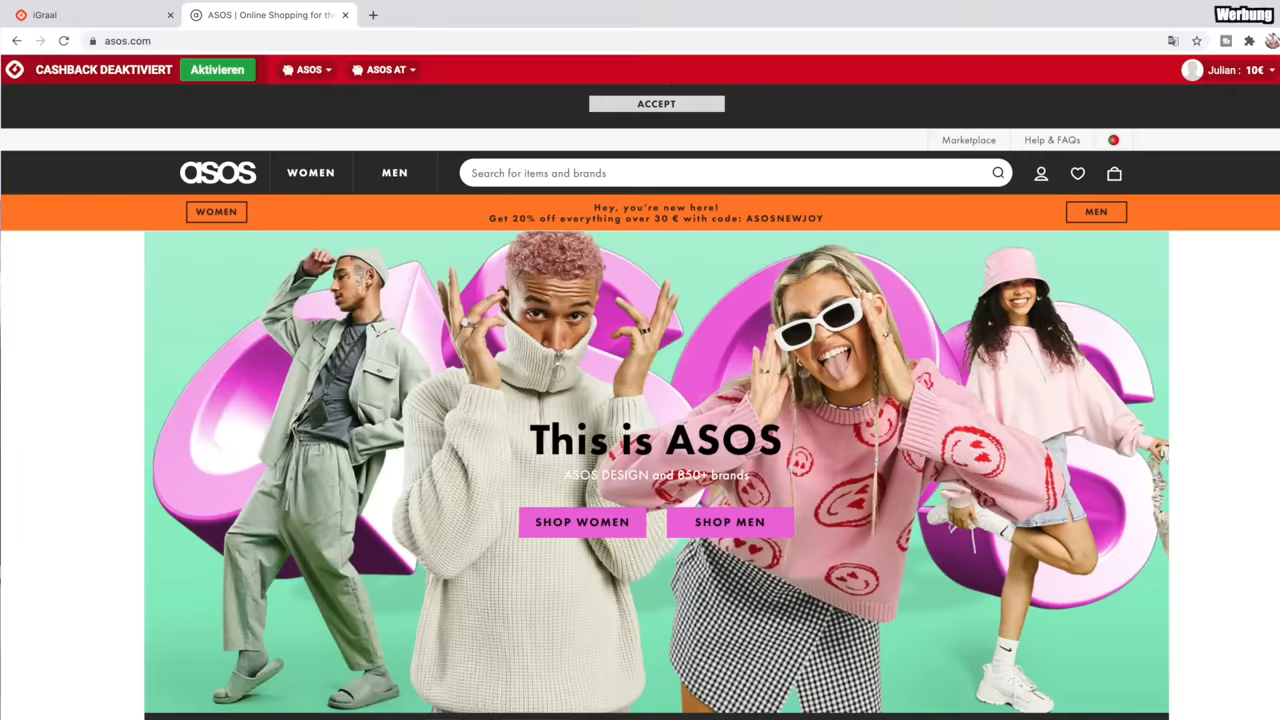 iGraal
ASOS | Online Shopping for the
Werbung
asos.com
CASHBACK DEAKTIVIERT
Aktivieren
ASOS
ASOS AT
Julian : 10€
ACCEPT
Marketplace
Help & FAQs
asos
WOMEN
MEN
Search for items and brands
WOMEN
Hey, you're new here!
Get 20% off everything over 30 € with code: ASOSNEWJOY
MEN
This is ASOS
ASOS DESIGN and 850+ brands
SHOP WOMEN
SHOP MEN